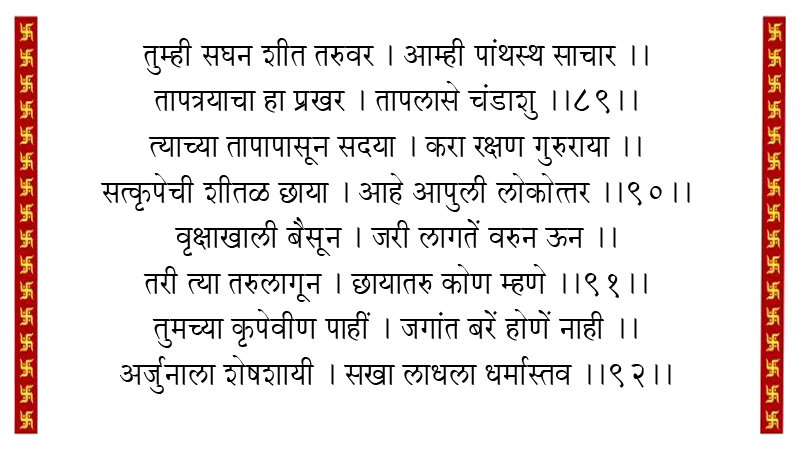 तुम्ही सघन शीत तरुवर । आम्ही पांथस्थ साचार ।।
तापत्रयाचा हा प्रखर । तापलासे चंडाशु ।।८९।।
त्याच्या तापापासून सदया । करा रक्षण गुरुराया ।।
सत्कृपेची शीतळ छाया । आहे आपुली लोकोत्तर ।।९०।।
वृक्षाखाली बैसून । जरी लागतें वरुन ऊन ।।
तरी त्या तरुलागून । छायातरु कोण म्हणे ।।९१।।
तुमच्या कृपेवीण पाहीं । जगांत बरें होणें नाही ।।
अर्जुनाला शेषशायी । सखा लाधला धर्मास्तव ।।९२।।